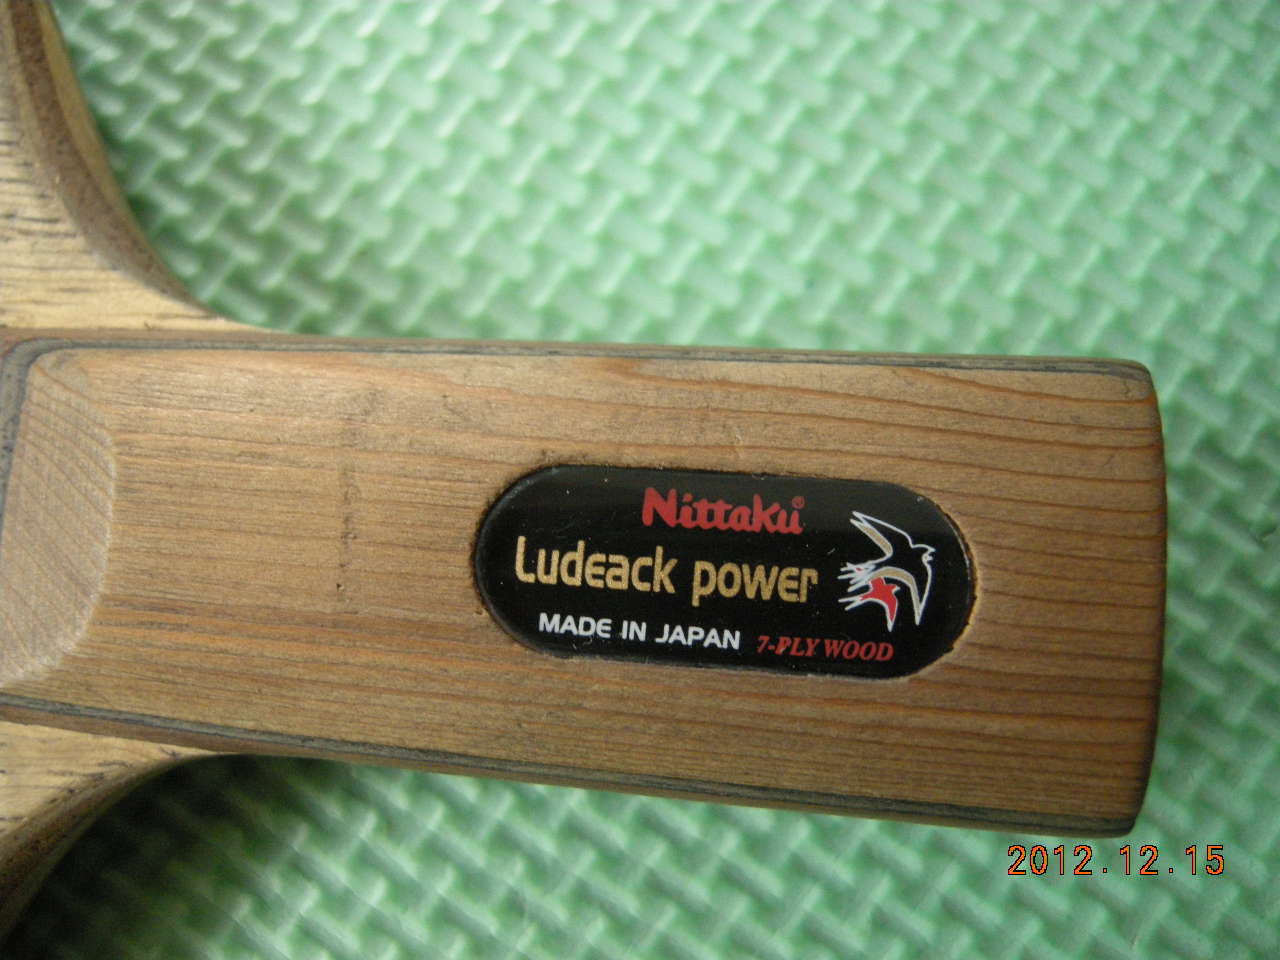 Nittaku®
Ludeack power
MADE IN JAPAN 7-PLY WOOD
2012.12.15